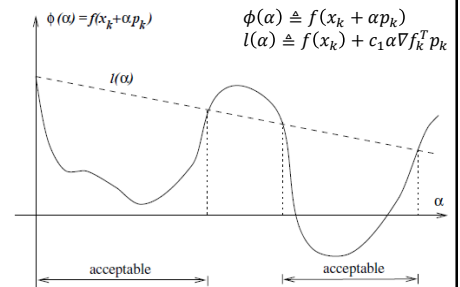 ϕ (α) = f(x_k+αp_k)
ϕ(α) ≜ f(x_k + αp_k)
l(α) ≜ f(x_k) + c_1α∇f_k^T p_k
l(α)
α
acceptable
acceptable